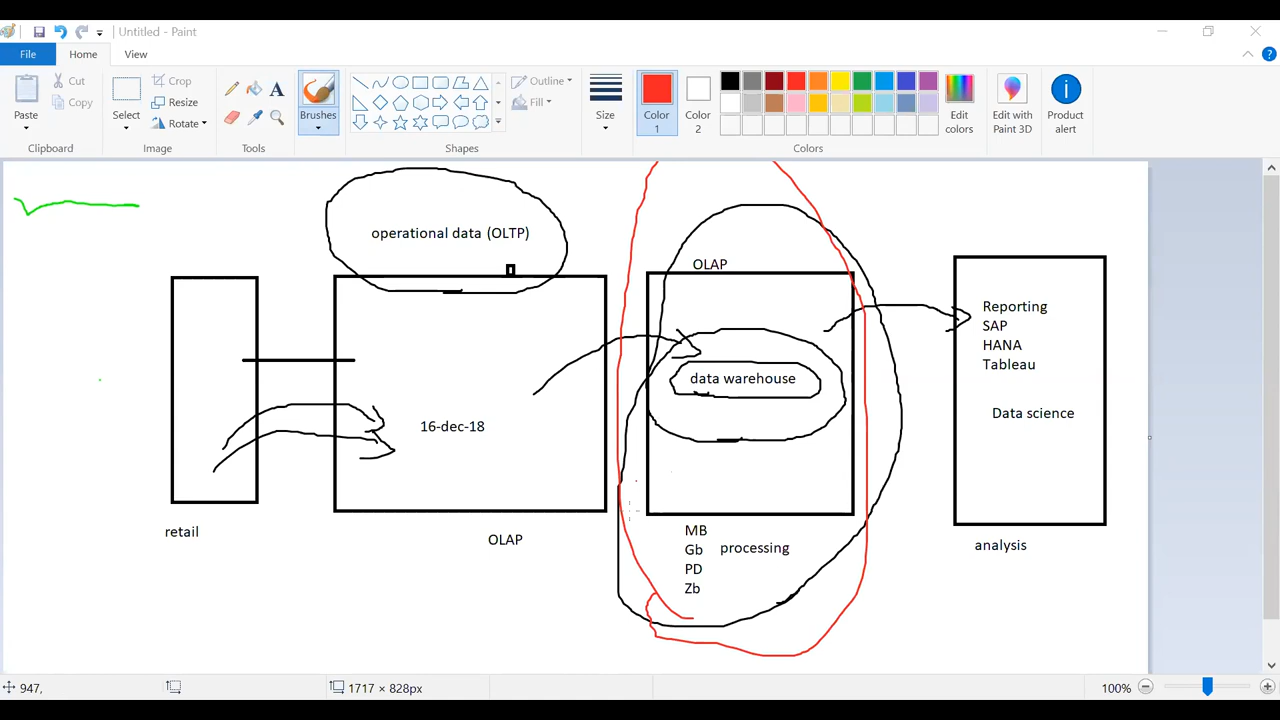 Untitled - Paint
File
Home
View
Paste
Cut
Copy
Clipboard
Select
Crop
Resize
Rotate
Image
A
Tools
Brushes
Shapes
Outline
Fill
Size
Color 1
Color 2
Edit colors
Colors
Edit with Paint 3D
Product alert
operational data (OLTP)
OLAP
Reporting
SAP
HANA
Tableau
data warehouse
Data science
16-dec-18
retail
OLAP
MB
Gb
PD
Zb
processing
analysis
947,
1717 × 828px
100%